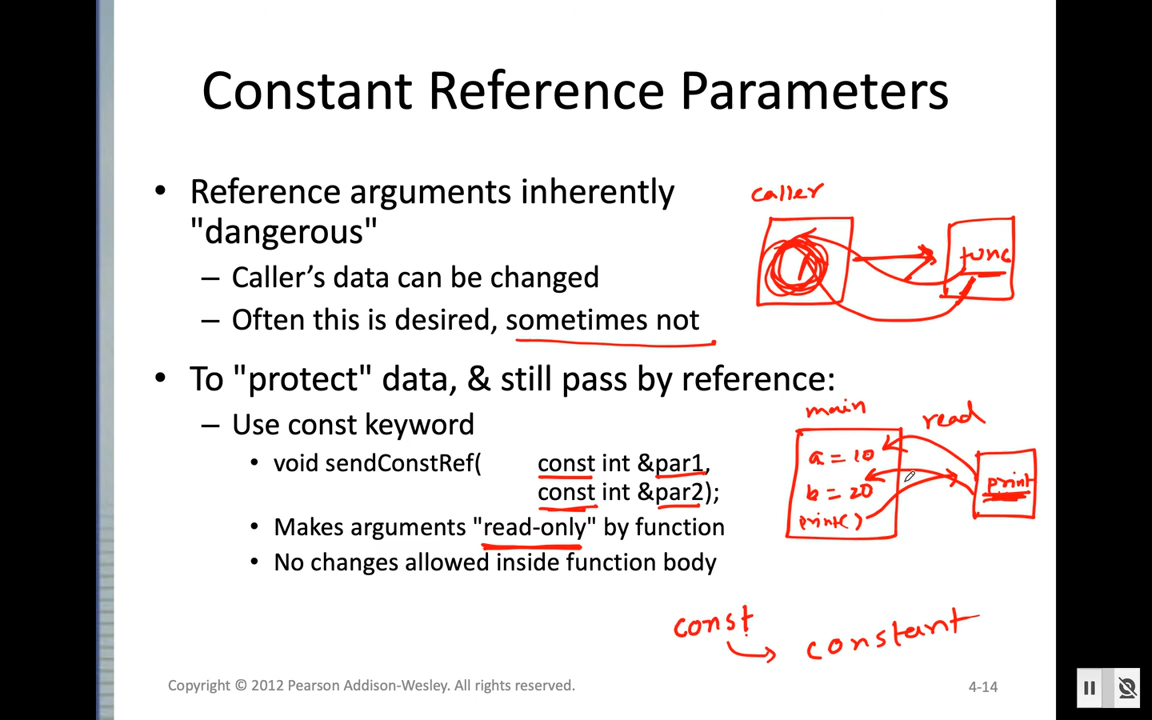 Constant Reference Parameters
• Reference arguments inherently
"dangerous"
– Caller's data can be changed
– Often this is desired, sometimes not
• To "protect" data, & still pass by reference:
– Use const keyword
• void sendConstRef( const int &par1,
const int &par2);
• Makes arguments "read-only" by function
• No changes allowed inside function body
caller
func
main
read
a = 10
b = 20
print()
print
const
constant
Copyright © 2012 Pearson Addison-Wesley. All rights reserved.
4-14